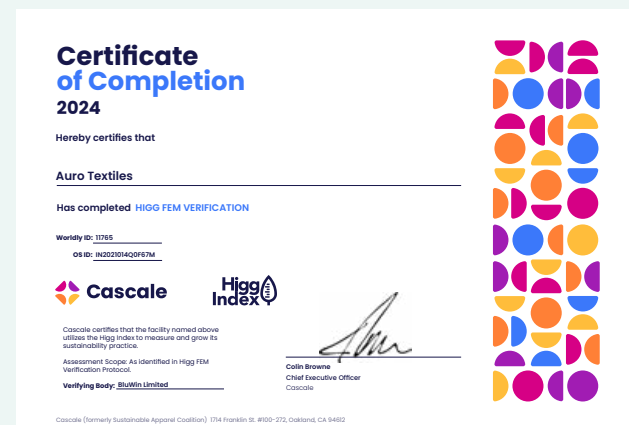 Certificate
of Completion
2024
Hereby certifies that
Auro Textiles
Has completed HIGG FEM VERIFICATION
Worldly ID: 11765
OS ID: IN2021014Q0F67M
Cascale
Higg
Index
Cascale certifies that the facility named above
utilizes the Higg Index to measure and grow its
sustainability practice.
Assessment Scope: As identified in Higg FEM
Verification Protocol.
Verifying Body: BluWin Limited
Colin Browne
Chief Executive Officer
Cascale
Cascale (formerly Sustainable Apparel Coalition) 1714 Franklin St. #100-272, Oakland, CA 94612